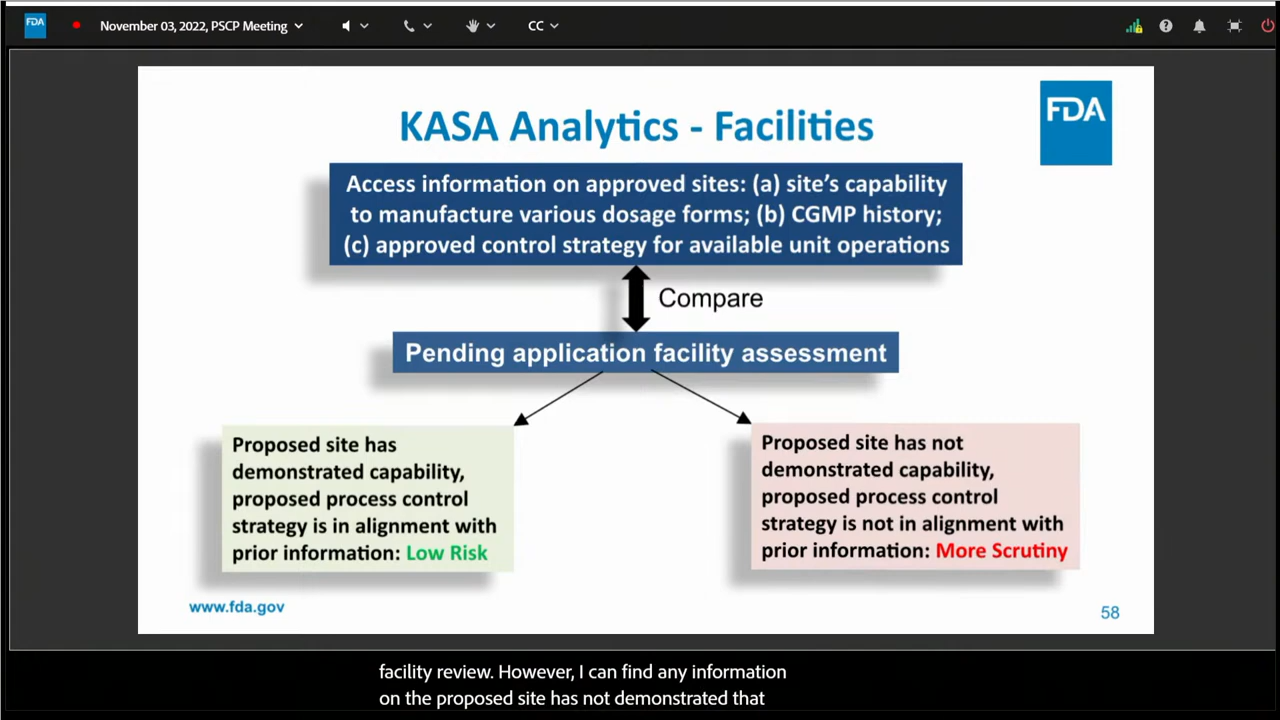 FDA
November 03, 2022, PSCP Meeting
CC
KASA Analytics - Facilities
FDA
Access information on approved sites: (a) site's capability
to manufacture various dosage forms; (b) CGMP history;
(c) approved control strategy for available unit operations
Compare
Pending application facility assessment
Proposed site has
demonstrated capability,
proposed process control
strategy is in alignment with
prior information: Low Risk
Proposed site has not
demonstrated capability,
proposed process control
strategy is not in alignment with
prior information: More Scrutiny
www.fda.gov
58
facility review. However, I can find any information
on the proposed site has not demonstrated that